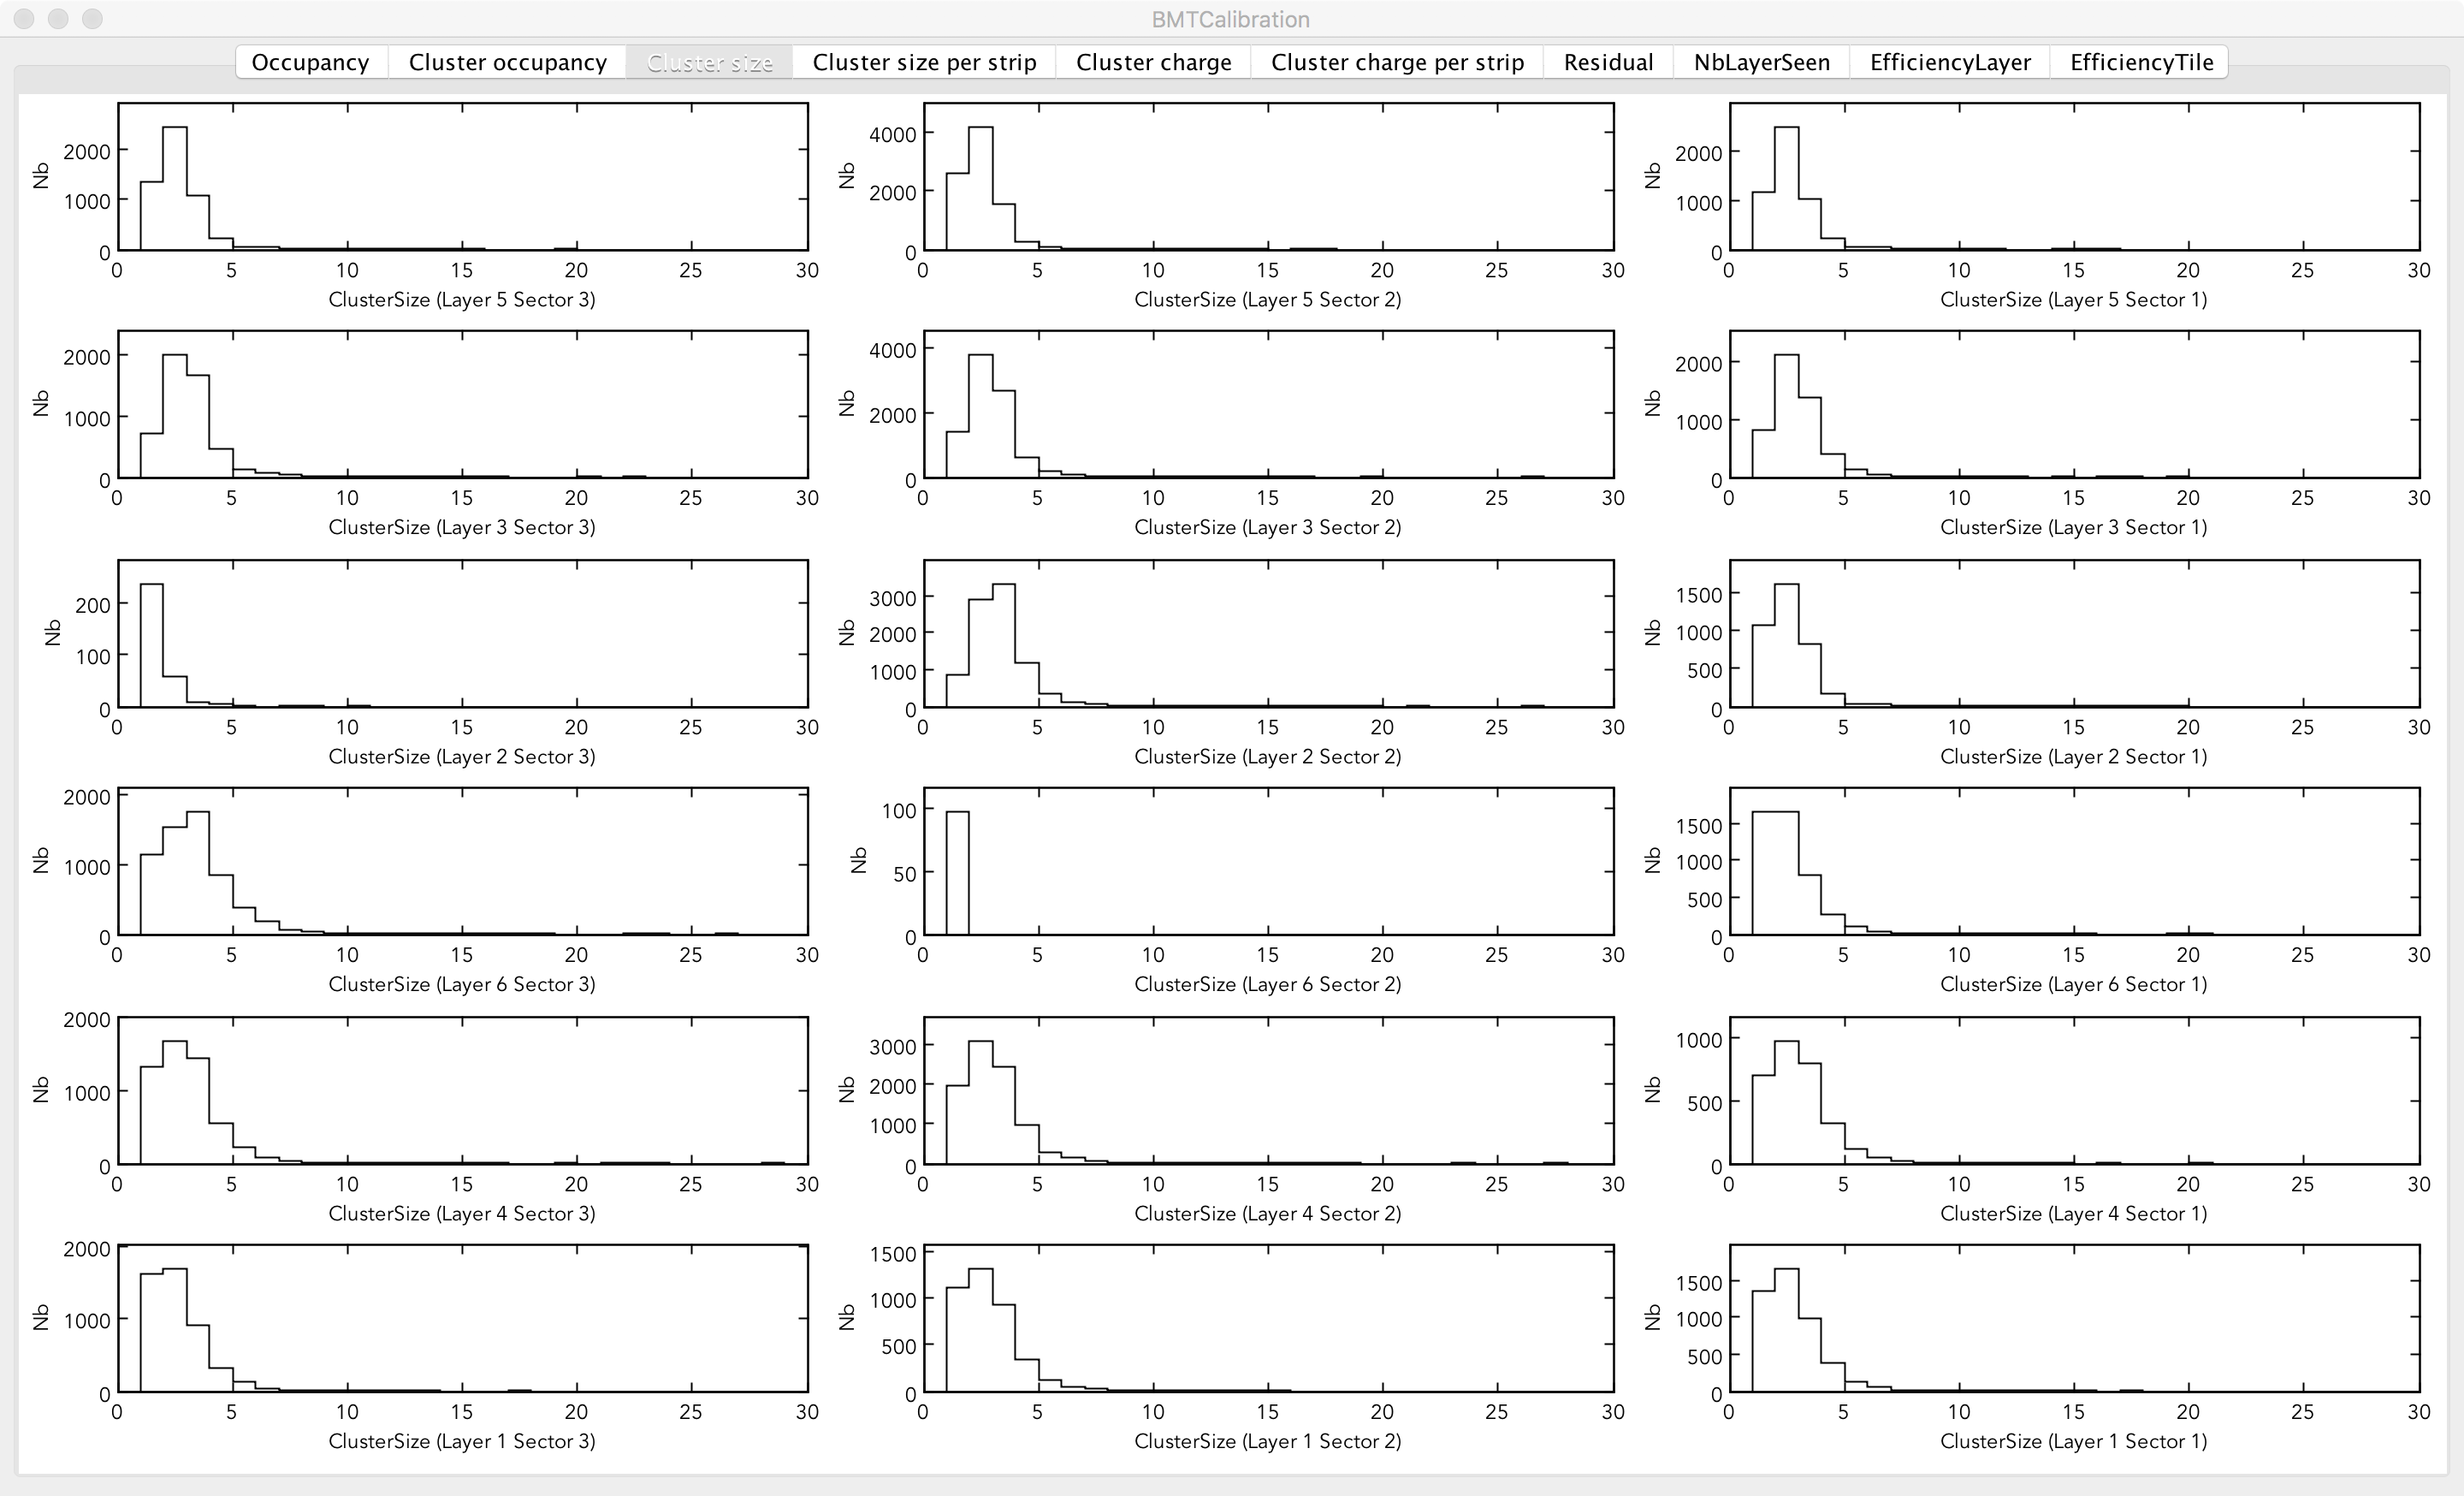 BMTCalibration
Occupancy Cluster occupancy Cluster size Cluster size per strip Cluster charge Cluster charge per strip Residual NbLayerSeen EfficiencyLayer EfficiencyTile
Nb 2000 1000 0
0 5 10 15 20 25 30
ClusterSize (Layer 5 Sector 3)
Nb 4000 2000 0
0 5 10 15 20 25 30
ClusterSize (Layer 5 Sector 2)
Nb 2000 1000 0
0 5 10 15 20 25 30
ClusterSize (Layer 5 Sector 1)
Nb 2000 1000 0
0 5 10 15 20 25 30
ClusterSize (Layer 3 Sector 3)
Nb 4000 2000 0
0 5 10 15 20 25 30
ClusterSize (Layer 3 Sector 2)
Nb 2000 1000 0
0 5 10 15 20 25 30
ClusterSize (Layer 3 Sector 1)
Nb 200 100 0
0 5 10 15 20 25 30
ClusterSize (Layer 2 Sector 3)
Nb 3000 2000 1000 0
0 5 10 15 20 25 30
ClusterSize (Layer 2 Sector 2)
Nb 1500 1000 500 0
0 5 10 15 20 25 30
ClusterSize (Layer 2 Sector 1)
Nb 2000 1000 0
0 5 10 15 20 25 30
ClusterSize (Layer 6 Sector 3)
Nb 100 50 0
0 5 10 15 20 25 30
ClusterSize (Layer 6 Sector 2)
Nb 1500 1000 500 0
0 5 10 15 20 25 30
ClusterSize (Layer 6 Sector 1)
Nb 2000 1000 0
0 5 10 15 20 25 30
ClusterSize (Layer 4 Sector 3)
Nb 3000 2000 1000 0
0 5 10 15 20 25 30
ClusterSize (Layer 4 Sector 2)
Nb 1000 500 0
0 5 10 15 20 25 30
ClusterSize (Layer 4 Sector 1)
Nb 2000 1000 0
0 5 10 15 20 25 30
ClusterSize (Layer 1 Sector 3)
Nb 1500 1000 500 0
0 5 10 15 20 25 30
ClusterSize (Layer 1 Sector 2)
Nb 1500 1000 500 0
0 5 10 15 20 25 30
ClusterSize (Layer 1 Sector 1)